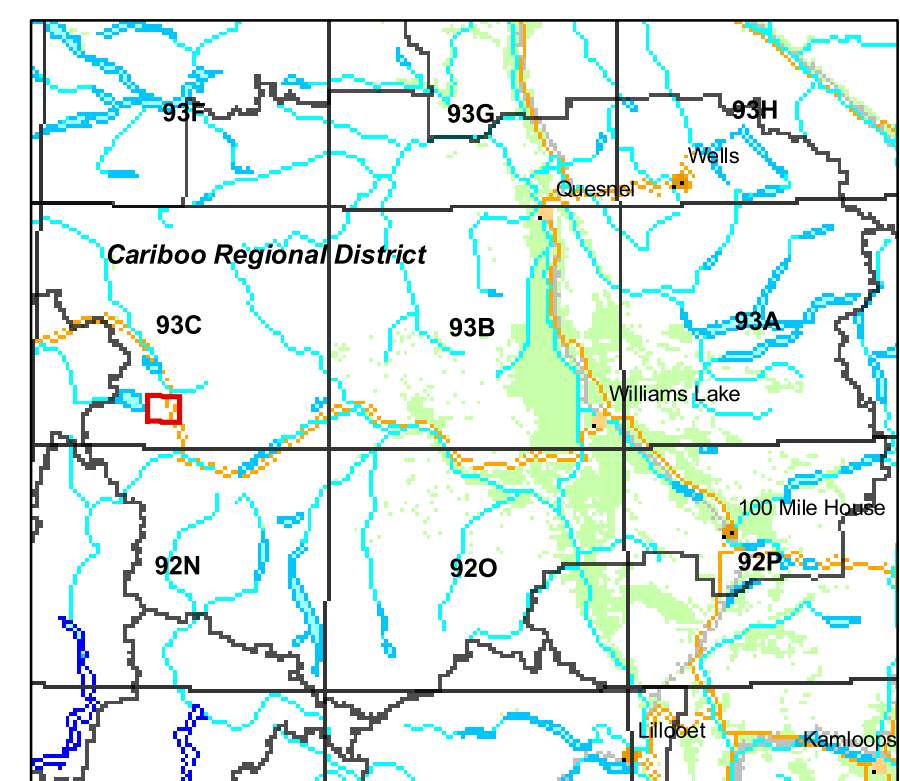 93F
93G
93H
Wells
Quesnel
Cariboo Regional District
93C
93B
93A
Williams Lake
100 Mile House
92N
92O
92P
Lillooet
Kamloops